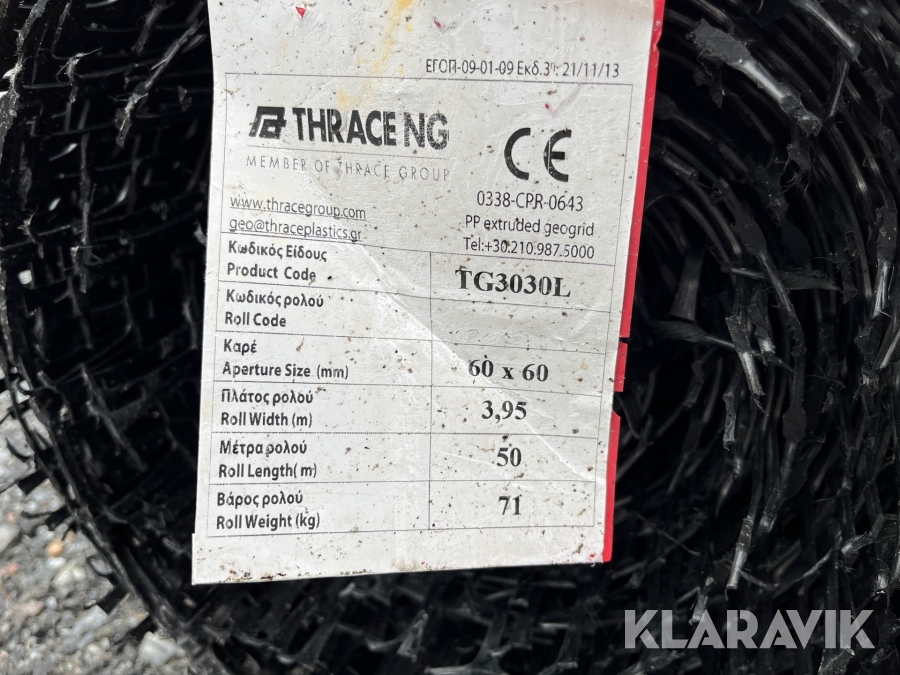 ΕΓΟΠ-09-01-09 Εκδ.3η: 21/11/13
THRACE NG
MEMBER OF THRACE GROUP
CE
0338-CPR-0643
www.thracegroup.com
PP extruded geogrid
geo@thraceplastics.gr
Tel:+30.210.987.5000
Κωδικός Είδους
Product Code
TG3030L
Κωδικός ρολού
Roll Code
Καρέ
Aperture Size (mm)
60 x 60
Πλάτος ρολού
Roll Width (m)
3,95
Μέτρα ρολού
Roll Length( m)
50
Βάρος ρολού
Roll Weight (kg)
71
KLARAVIK